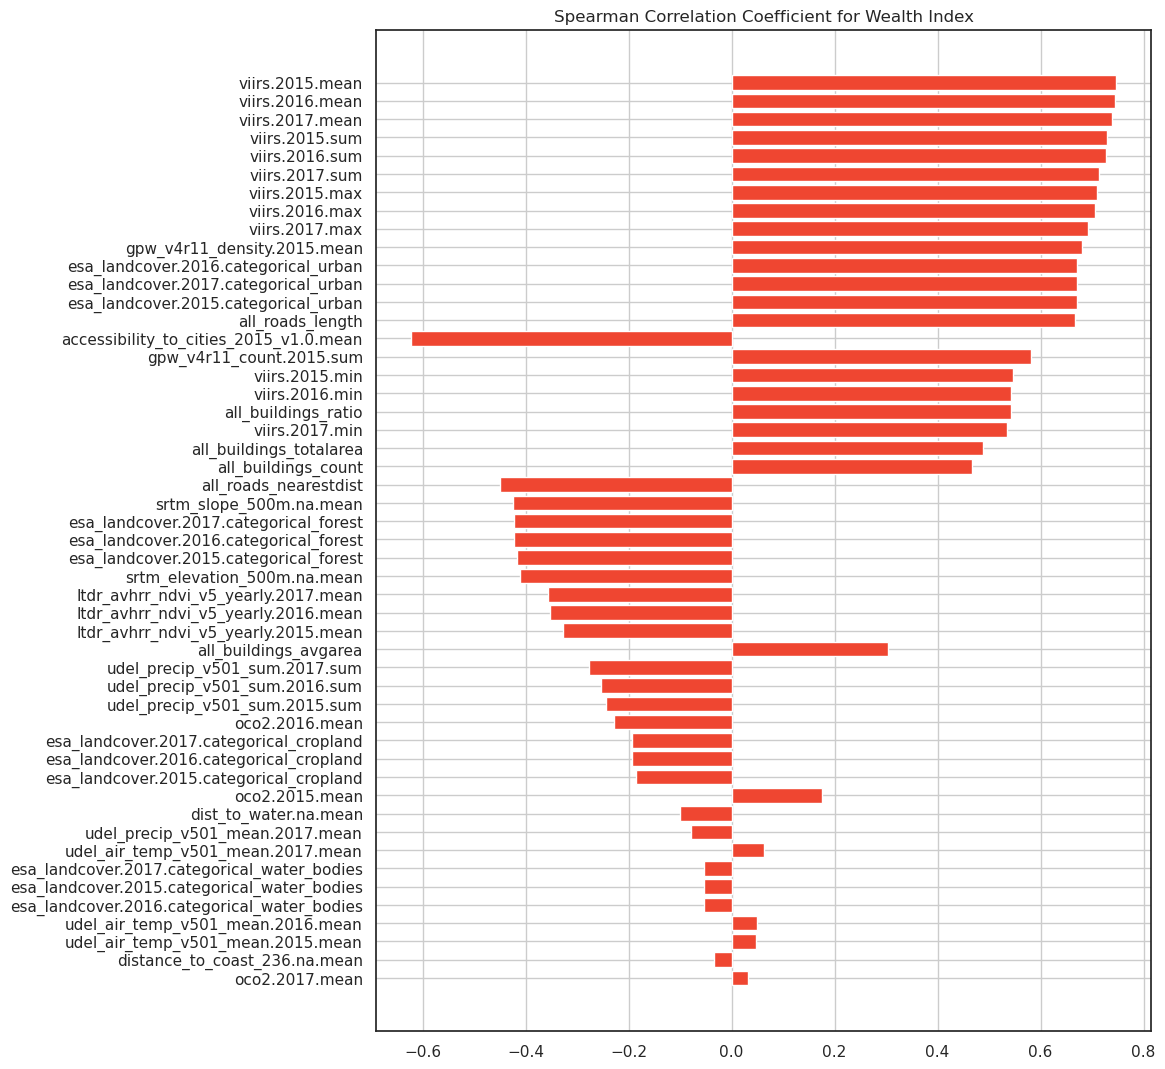 Spearman Correlation Coefficient for Wealth Index
viirs.2015.mean
viirs.2016.mean
viirs.2017.mean
viirs.2015.sum
viirs.2016.sum
viirs.2017.sum
viirs.2015.max
viirs.2016.max
viirs.2017.max
gpw_v4r11_density.2015.mean
esa_landcover.2016.categorical_urban
esa_landcover.2017.categorical_urban
esa_landcover.2015.categorical_urban
all_roads_length
accessibility_to_cities_2015_v1.0.mean
gpw_v4r11_count.2015.sum
viirs.2015.min
viirs.2016.min
all_buildings_ratio
viirs.2017.min
all_buildings_totalarea
all_buildings_count
all_roads_nearestdist
srtm_slope_500m.na.mean
esa_landcover.2017.categorical_forest
esa_landcover.2016.categorical_forest
esa_landcover.2015.categorical_forest
srtm_elevation_500m.na.mean
ltdr_avhrr_ndvi_v5_yearly.2017.mean
ltdr_avhrr_ndvi_v5_yearly.2016.mean
ltdr_avhrr_ndvi_v5_yearly.2015.mean
all_buildings_avgarea
udel_precip_v501_sum.2017.sum
udel_precip_v501_sum.2016.sum
udel_precip_v501_sum.2015.sum
oco2.2016.mean
esa_landcover.2017.categorical_cropland
esa_landcover.2016.categorical_cropland
esa_landcover.2015.categorical_cropland
oco2.2015.mean
dist_to_water.na.mean
udel_precip_v501_mean.2017.mean
udel_air_temp_v501_mean.2017.mean
esa_landcover.2017.categorical_water_bodies
esa_landcover.2015.categorical_water_bodies
esa_landcover.2016.categorical_water_bodies
udel_air_temp_v501_mean.2016.mean
udel_air_temp_v501_mean.2015.mean
distance_to_coast_236.na.mean
oco2.2017.mean
−0.6 −0.4 −0.2 0.0 0.2 0.4 0.6 0.8